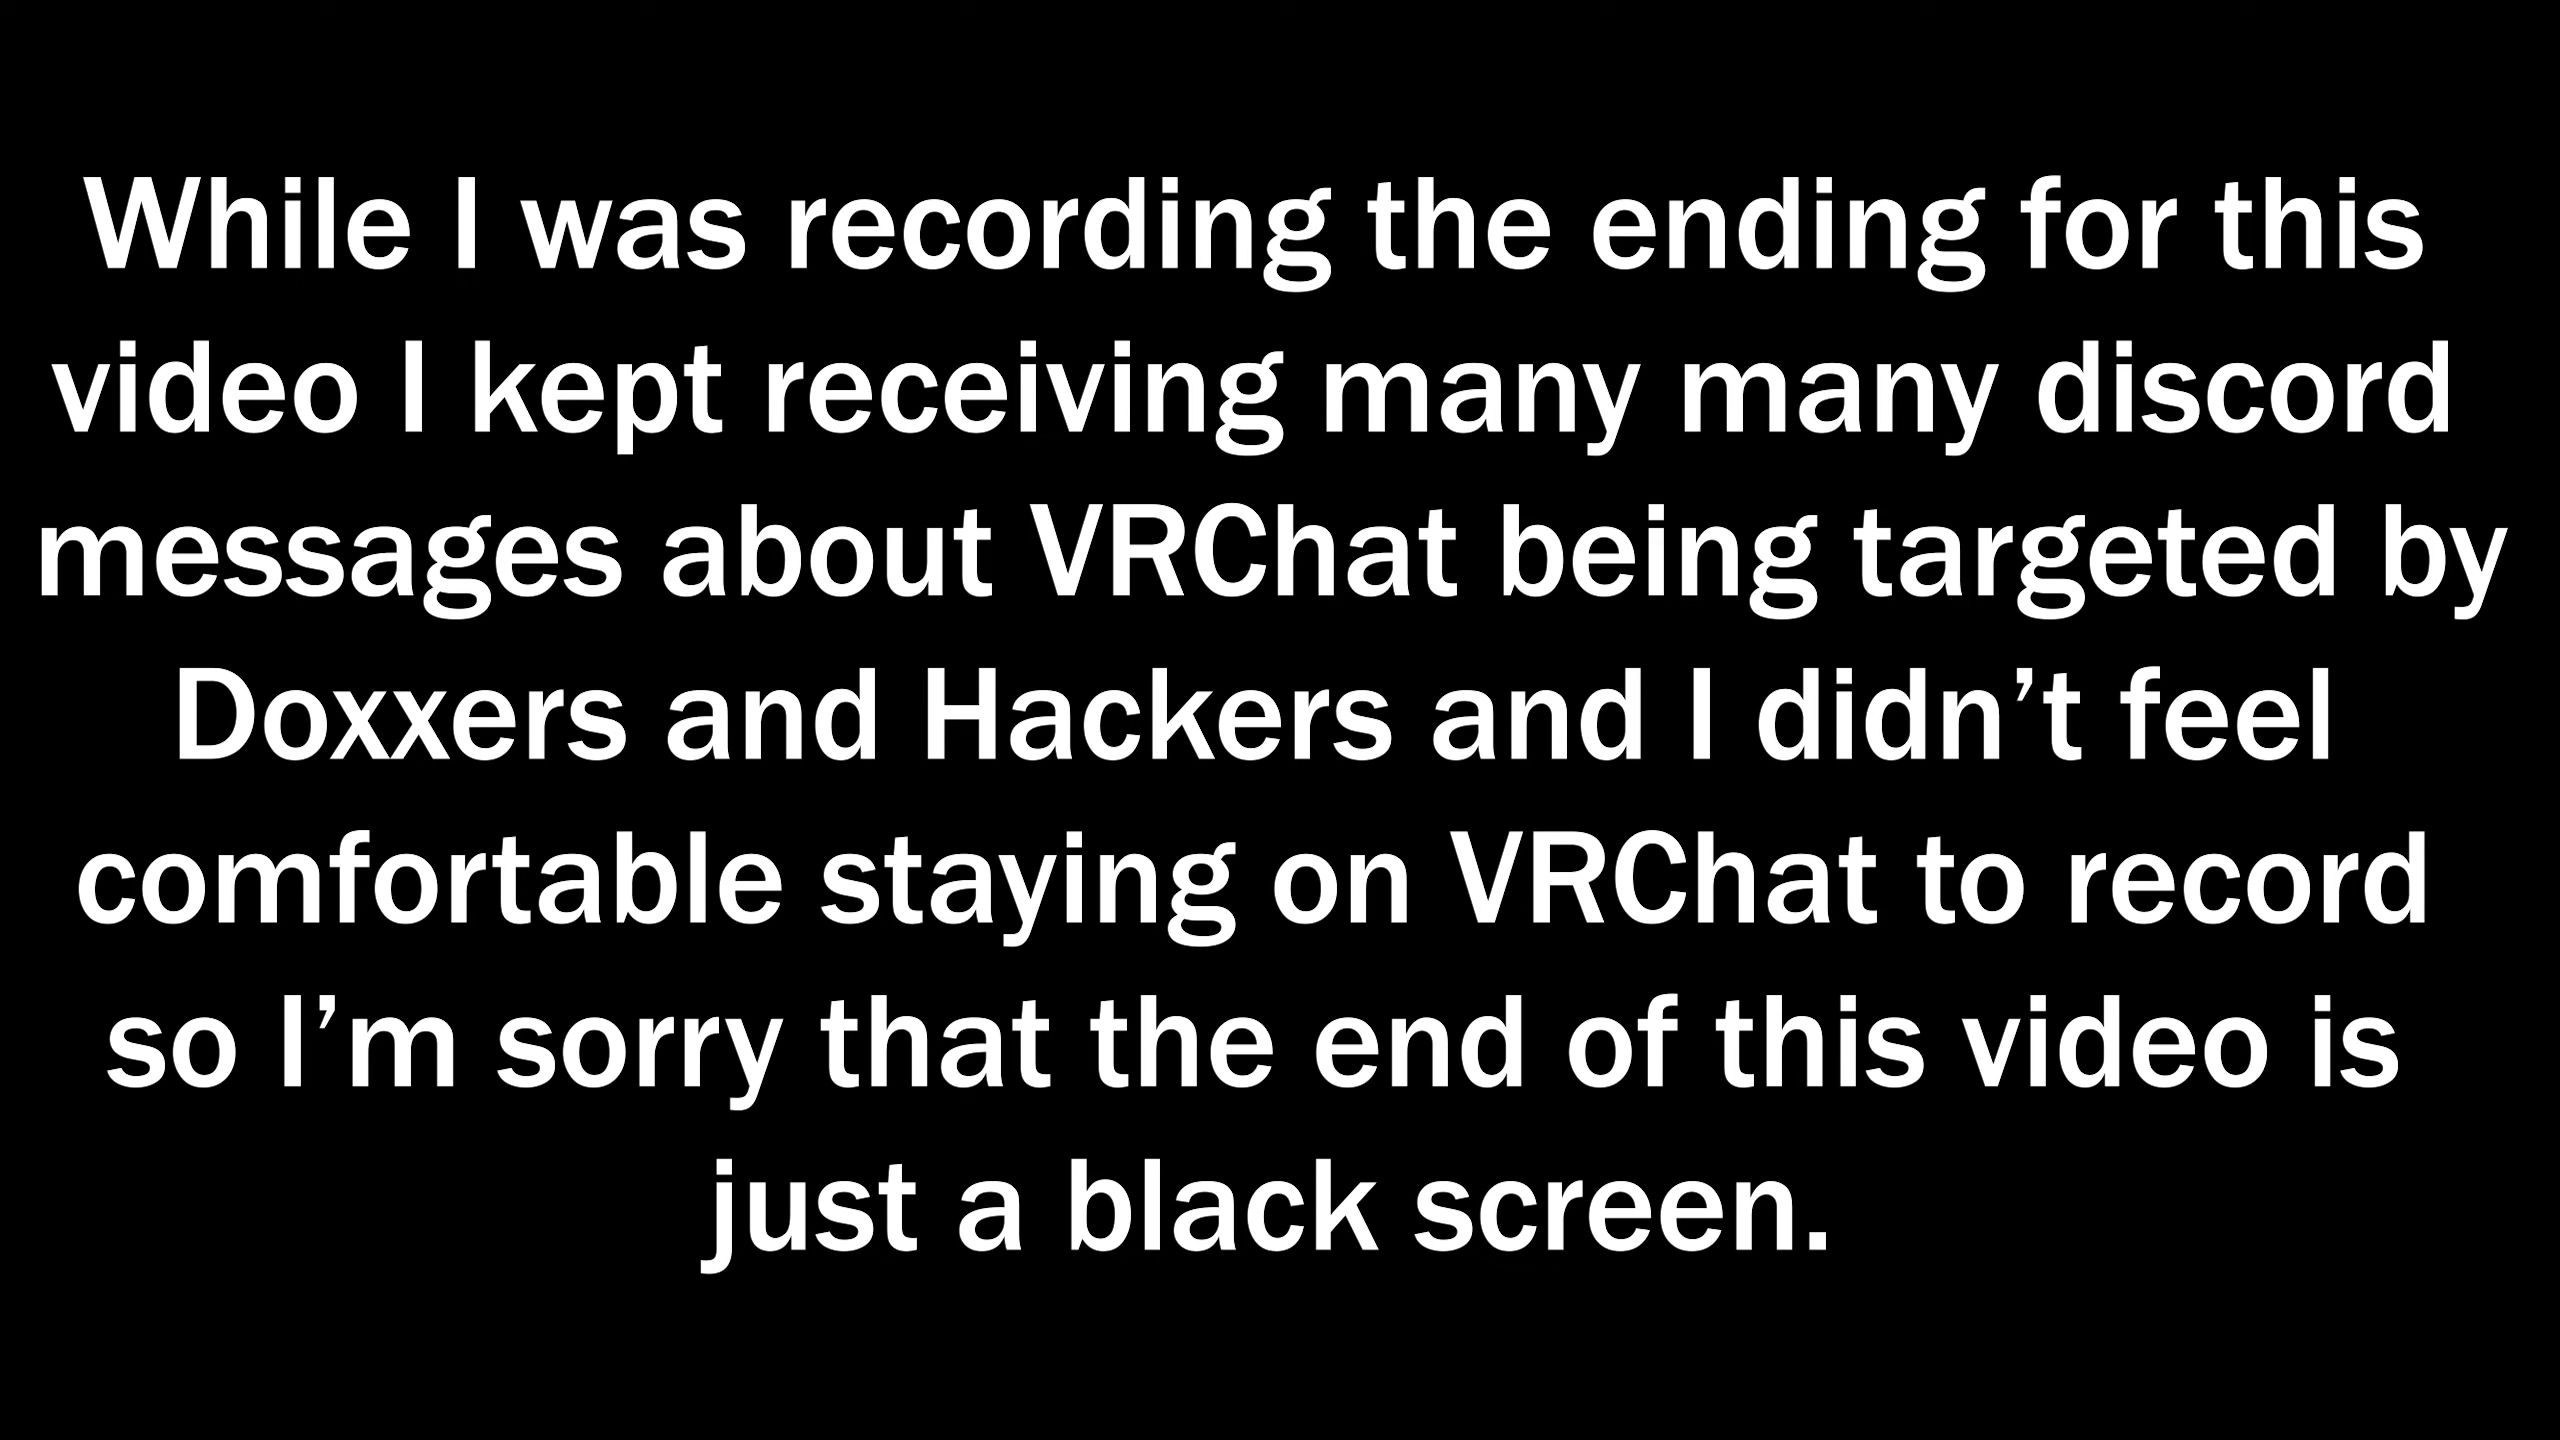 While I was recording the ending for this
video I kept receiving many many discord
messages about VRChat being targeted by
Doxxers and Hackers and I didn’t feel
comfortable staying on VRChat to record
so I’m sorry that the end of this video is
just a black screen.